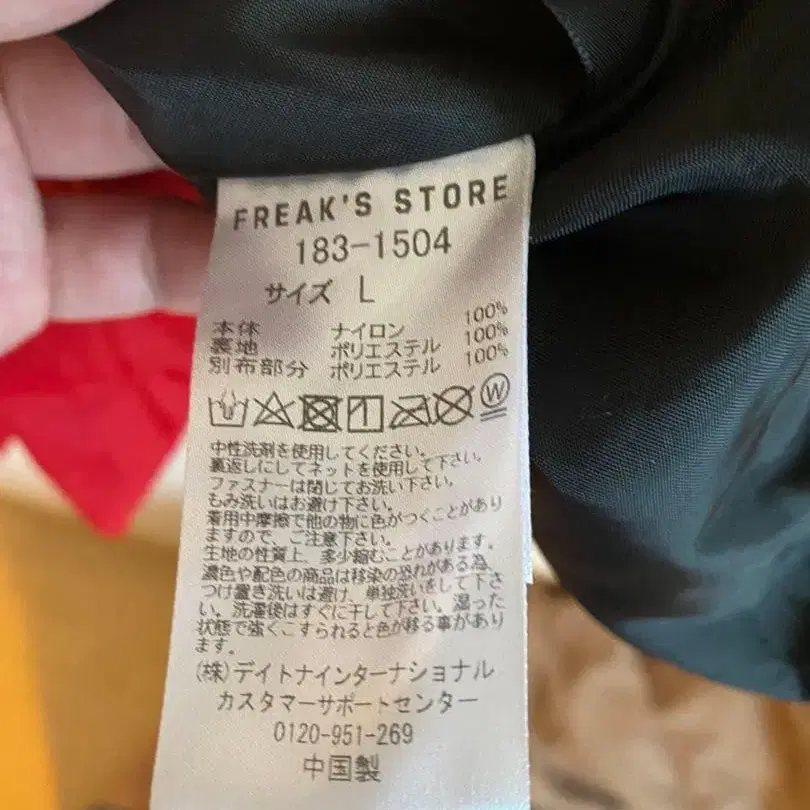 FREAK'S STORE
183-1504
サイズ L
本体 ナイロン 100%
裏地 ポリエステル 100%
別布部分 ポリエステル 100%
W
中性洗剤を使用してください。
裏返しにしてネットを使用して下さい。
ファスナーは閉じてお洗い下さい。
もみ洗いはお避け下さい。
着用中摩擦で他の物に色がつくことがあり
ますので、ご注意下さい。
生地の性質上、多少縮むことがあります。
濃色や配色の商品は移染の恐れがある為、
つけ置き洗いは避け、単独洗いをして下さ
い。洗濯後はすぐに干して下さい。湿った
状態で強くこすられると色が移る事があり
ます。
(株)デイトナインターナショナル
カスタマーサポートセンター
0120-951-269
中国製